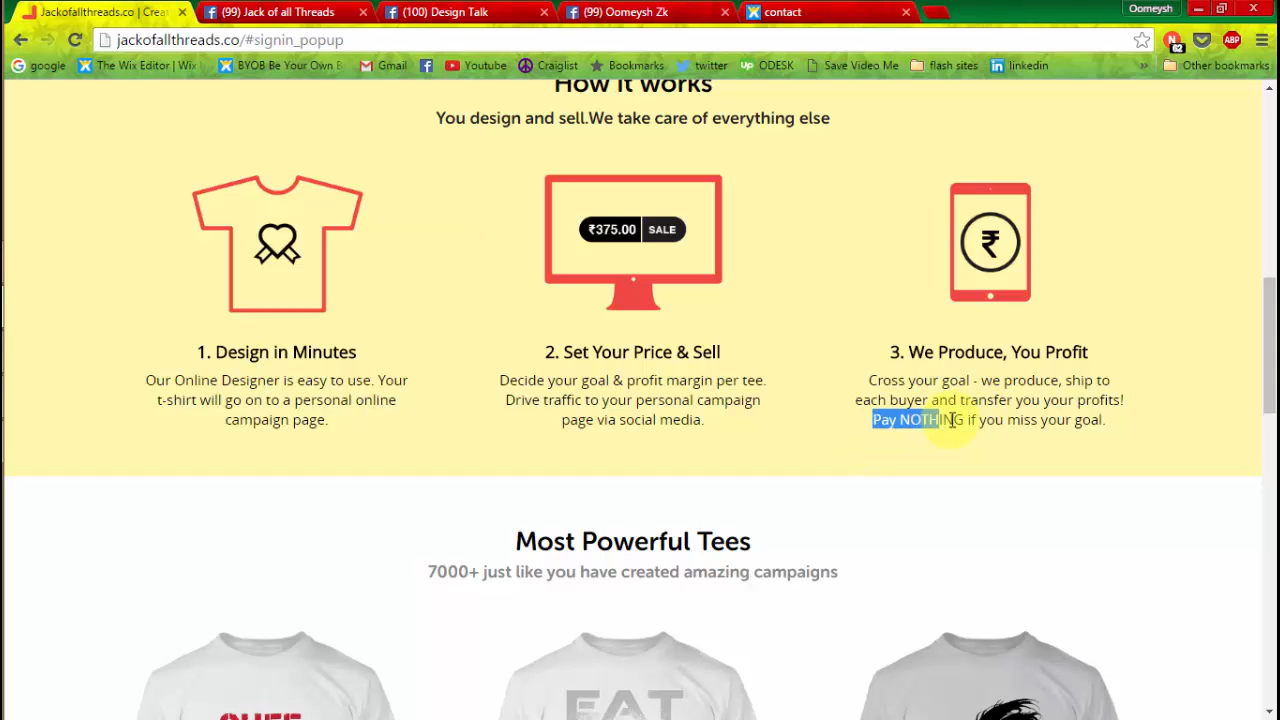 Jackofallthreads.co | Crea
(99) Jack of all Threads
(100) Design Talk
(99) Oomeysh Zk
contact
Oomeysh
jackofallthreads.co/#signin_popup
N
62
ABP
google
The Wix Editor | Wix
BYOB Be Your Own B
Gmail
Youtube
Craiglist
Bookmarks
twitter
Up ODESK
Save Video Me
flash sites
linkedin
Other bookmarks
How it works
You design and sell.We take care of everything else
₹375.00 SALE
₹
1. Design in Minutes
Our Online Designer is easy to use. Your
t-shirt will go on to a personal online
campaign page.
2. Set Your Price & Sell
Decide your goal & profit margin per tee.
Drive traffic to your personal campaign
page via social media.
3. We Produce, You Profit
Cross your goal - we produce, ship to
each buyer and transfer you your profits!
Pay NOTHING if you miss your goal.
Most Powerful Tees
7000+ just like you have created amazing campaigns
EAT